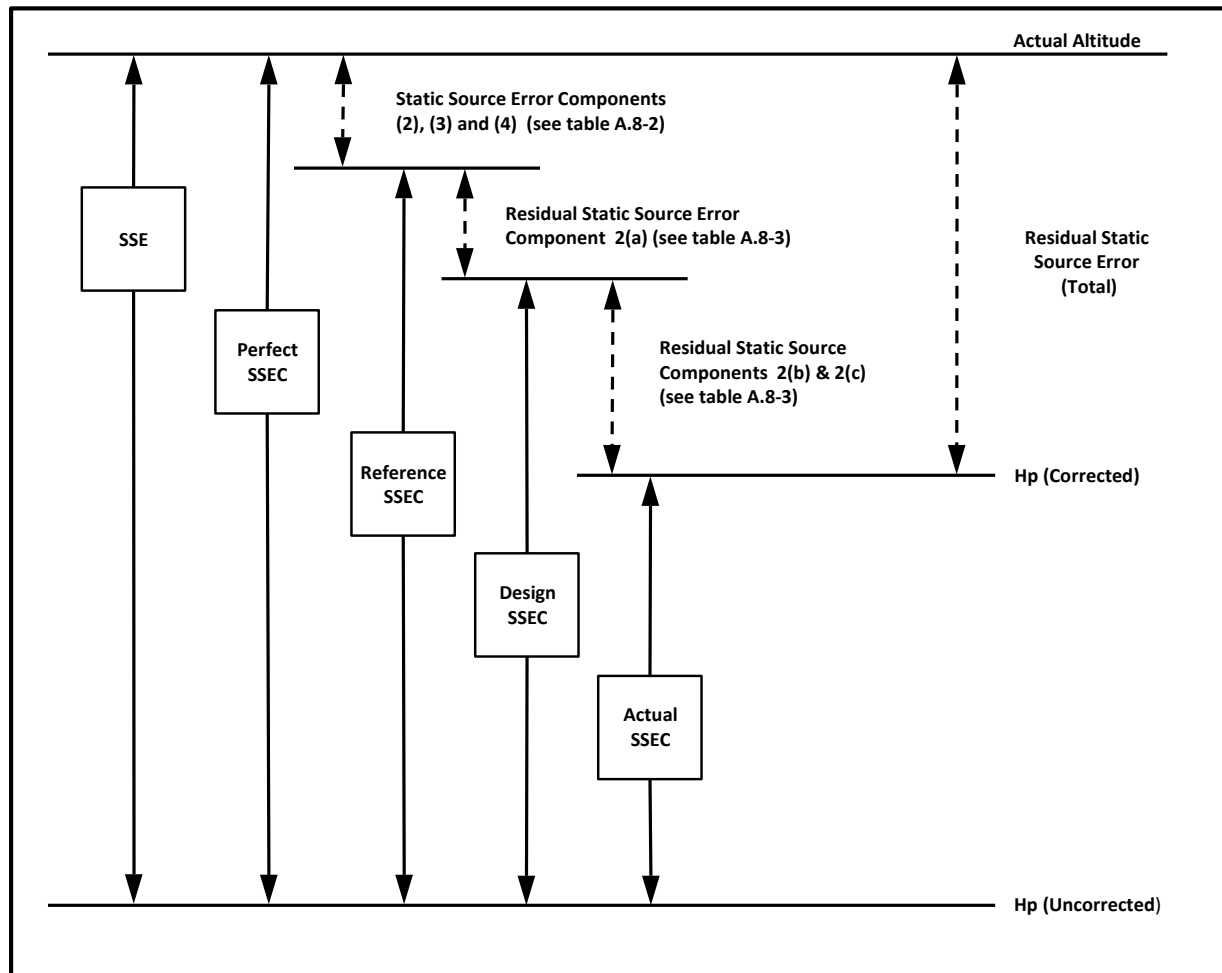 Actual Altitude
Static Source Error Components
(2), (3) and (4) (see table A.8-2)
SSE
Residual Static Source Error
Component 2(a) (see table A.8-3)
Residual Static
Source Error
(Total)
Perfect
SSEC
Residual Static Source
Components 2(b) & 2(c)
(see table A.8-3)
Reference
SSEC
Hp (Corrected)
Design
SSEC
Actual
SSEC
Hp (Uncorrected)